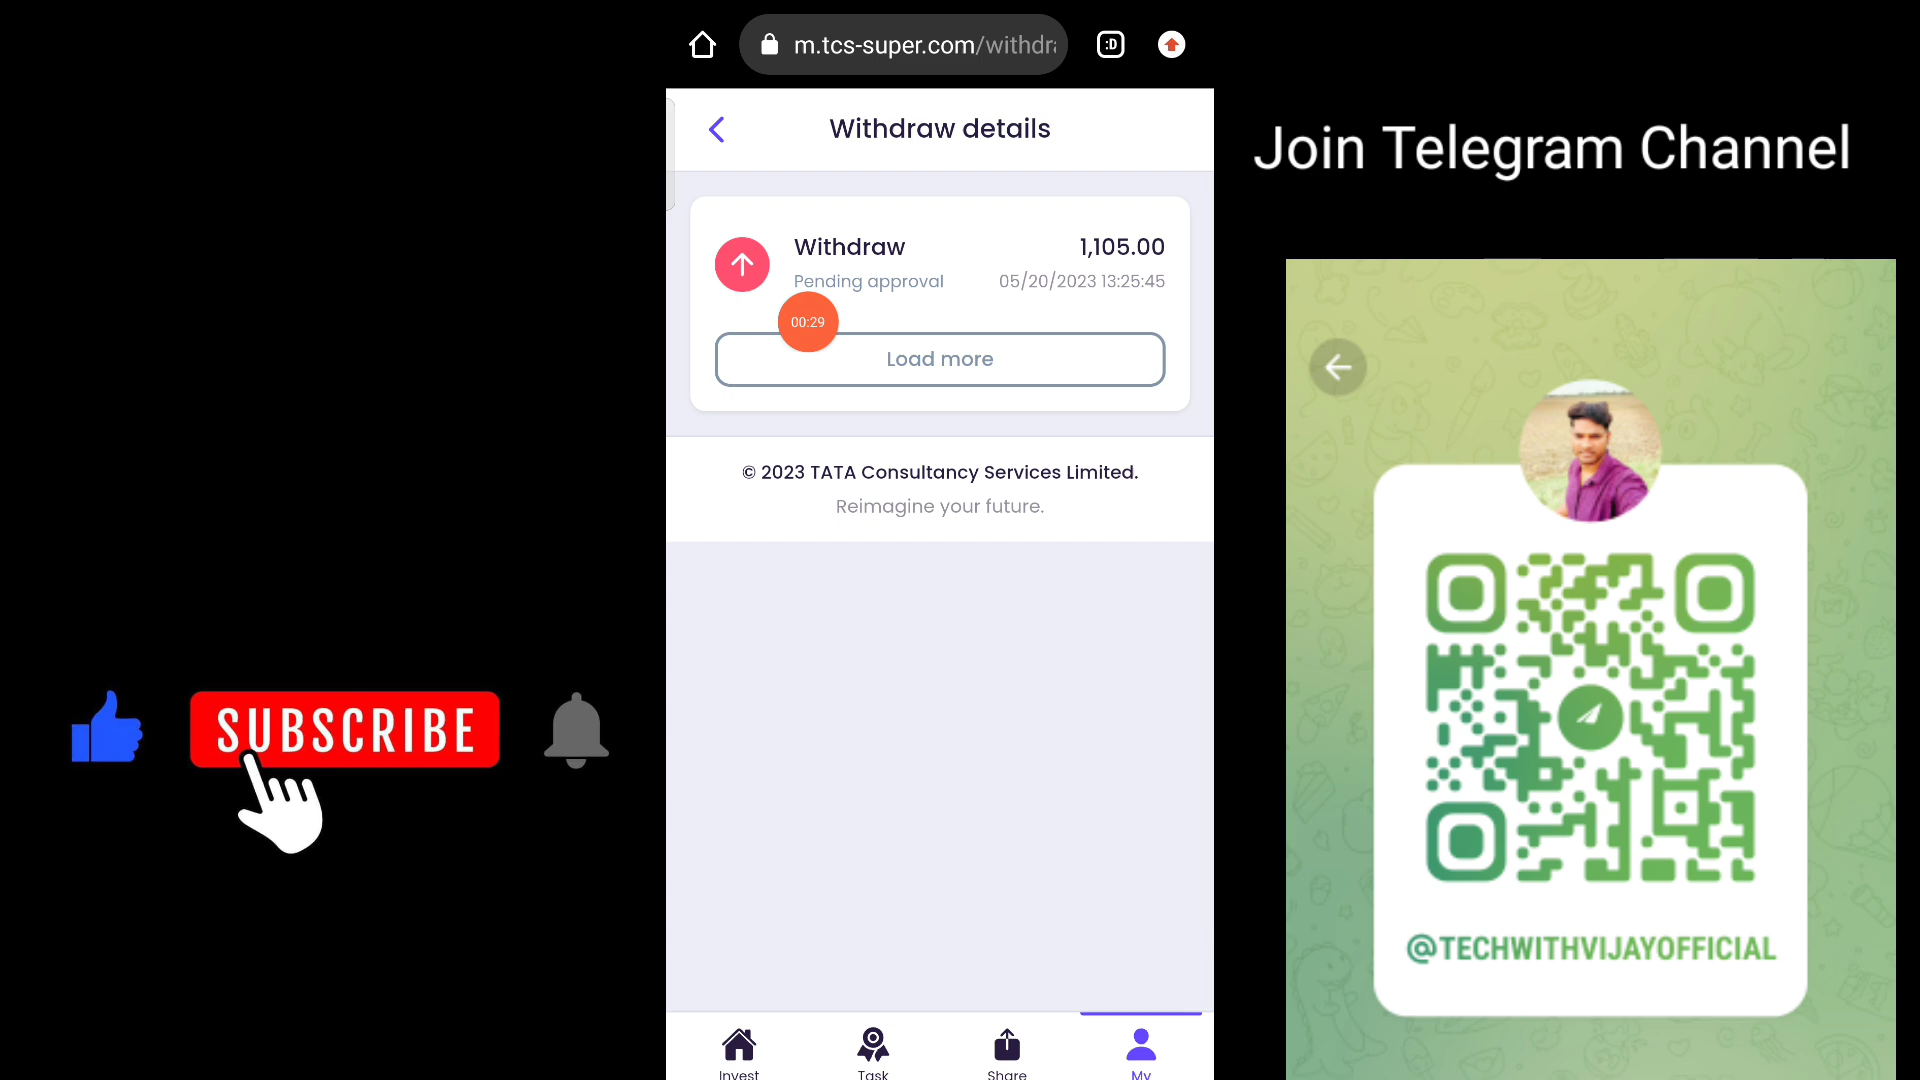 :D
m.tcs-super.com/withdra
Withdraw details
Withdraw 1,105.00
Pending approval 05/20/2023 13:25:45
00:29
Load more
© 2023 TATA Consultancy Services Limited.
Reimagine your future.
Invest Task Share My
SUBSCRIBE
Join Telegram Channel
@TECHWITHVIJAYOFFICIAL